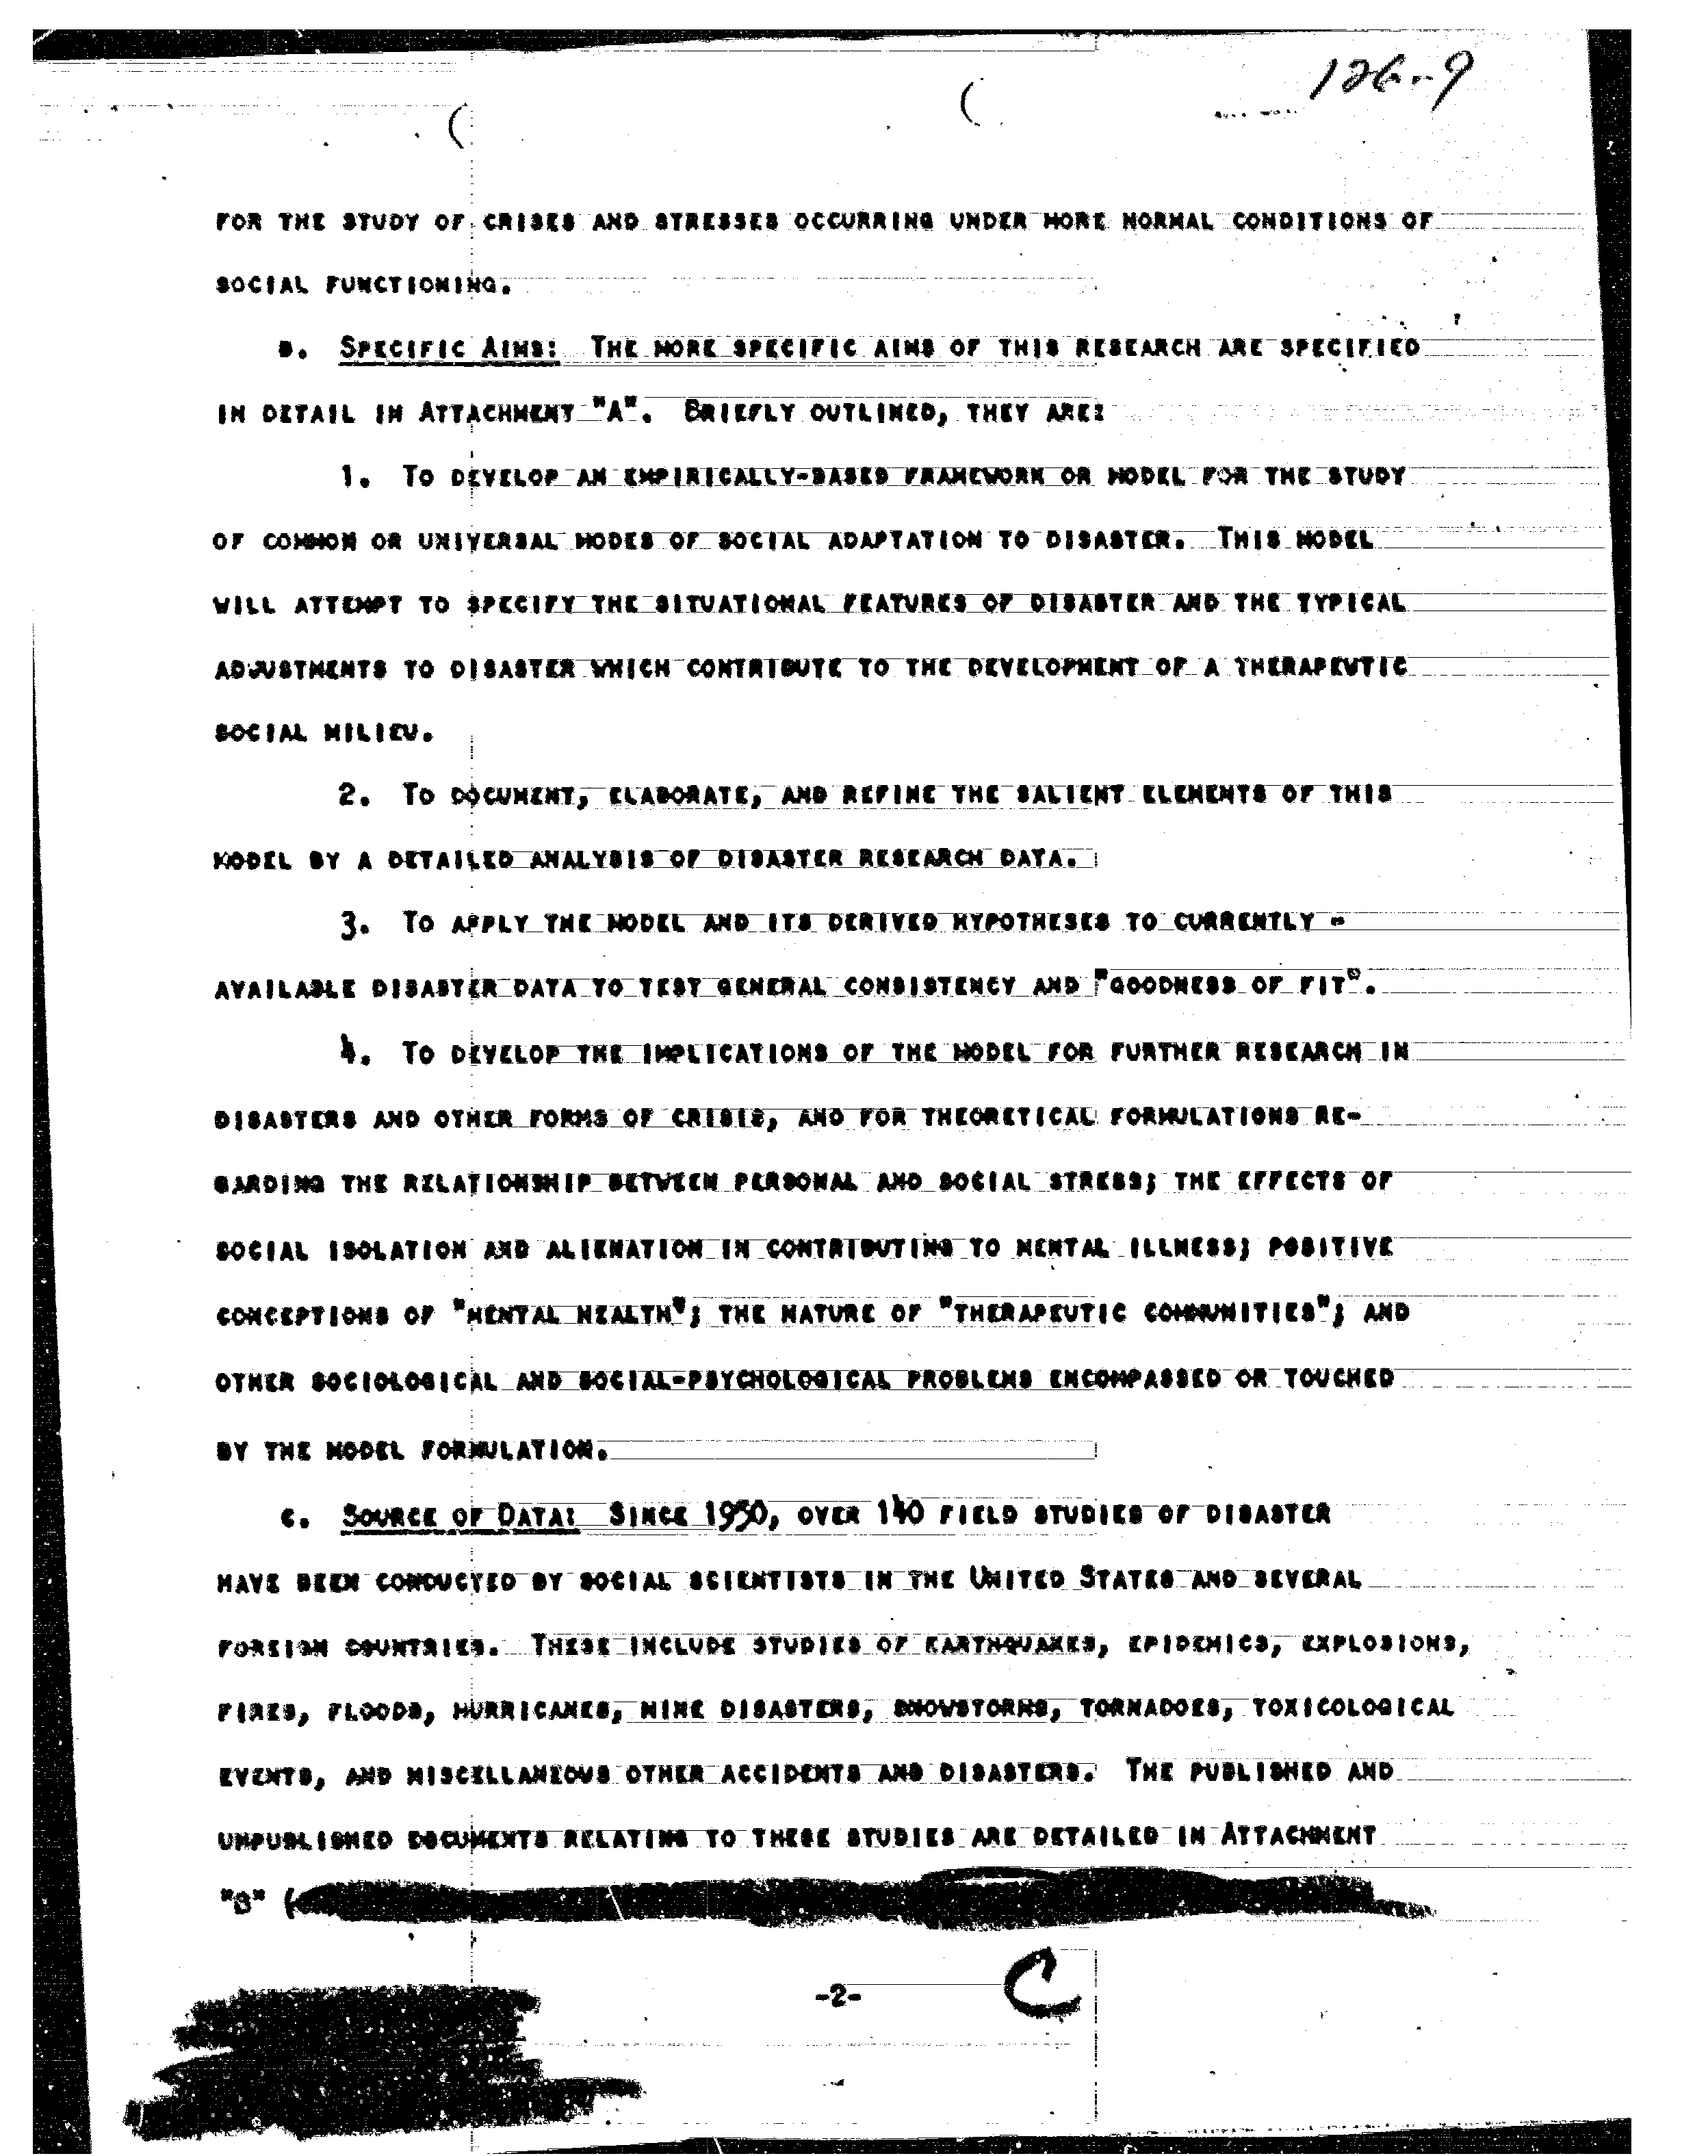 126-9
FOR THE STUDY OF CRISES AND STRESSES OCCURRING UNDER MORE NORMAL CONDITIONS OF
SOCIAL FUNCTIONING.
B. SPECIFIC AIMS: THE MORE SPECIFIC AIMS OF THIS RESEARCH ARE SPECIFIED
IN DETAIL IN ATTACHMENT "A". BRIEFLY OUTLINED, THEY ARE:
1. TO DEVELOP AN EMPIRICALLY-BASED FRAMEWORK OR MODEL FOR THE STUDY
OF COMMON OR UNIVERSAL MODES OF SOCIAL ADAPTATION TO DISASTER. THIS MODEL
WILL ATTEMPT TO SPECIFY THE SITUATIONAL FEATURES OF DISASTER AND THE TYPICAL
ADJUSTMENTS TO DISASTER WHICH CONTRIBUTE TO THE DEVELOPMENT OF A THERAPEUTIC
SOCIAL MILIEU.
2. TO DOCUMENT, ELABORATE, AND REFINE THE SALIENT ELEMENTS OF THIS
MODEL BY A DETAILED ANALYSIS OF DISASTER RESEARCH DATA.
3. TO APPLY THE MODEL AND ITS DERIVED HYPOTHESES TO CURRENTLY -
AVAILABLE DISASTER DATA TO TEST GENERAL CONSISTENCY AND "GOODNESS OF FIT".
4. TO DEVELOP THE IMPLICATIONS OF THE MODEL FOR FURTHER RESEARCH IN
DISASTERS AND OTHER FORMS OF CRISIS, AND FOR THEORETICAL FORMULATIONS RE-
GARDING THE RELATIONSHIP BETWEEN PERSONAL AND SOCIAL STRESS; THE EFFECTS OF
SOCIAL ISOLATION AND ALIENATION IN CONTRIBUTING TO MENTAL ILLNESS; POSITIVE
CONCEPTIONS OF "MENTAL HEALTH"; THE NATURE OF "THERAPEUTIC COMMUNITIES"; AND
OTHER SOCIOLOGICAL AND SOCIAL-PSYCHOLOGICAL PROBLEMS ENCOMPASSED OR TOUCHED
BY THE MODEL FORMULATION.
C. SOURCE OF DATA: SINCE 1950, OVER 140 FIELD STUDIES OF DISASTER
HAVE BEEN CONDUCTED BY SOCIAL SCIENTISTS IN THE UNITED STATES AND SEVERAL
FOREIGN COUNTRIES. THESE INCLUDE STUDIES OF EARTHQUAKES, EPIDEMICS, EXPLOSIONS,
FIRES, FLOODS, HURRICANES, MINE DISASTERS, SNOWSTORMS, TORNADOES, TOXICOLOGICAL
EVENTS, AND MISCELLANEOUS OTHER ACCIDENTS AND DISASTERS. THE PUBLISHED AND
UNPUBLISHED DOCUMENTS RELATING TO THESE STUDIES ARE DETAILED IN ATTACHMENT
"B" (
-2-
C